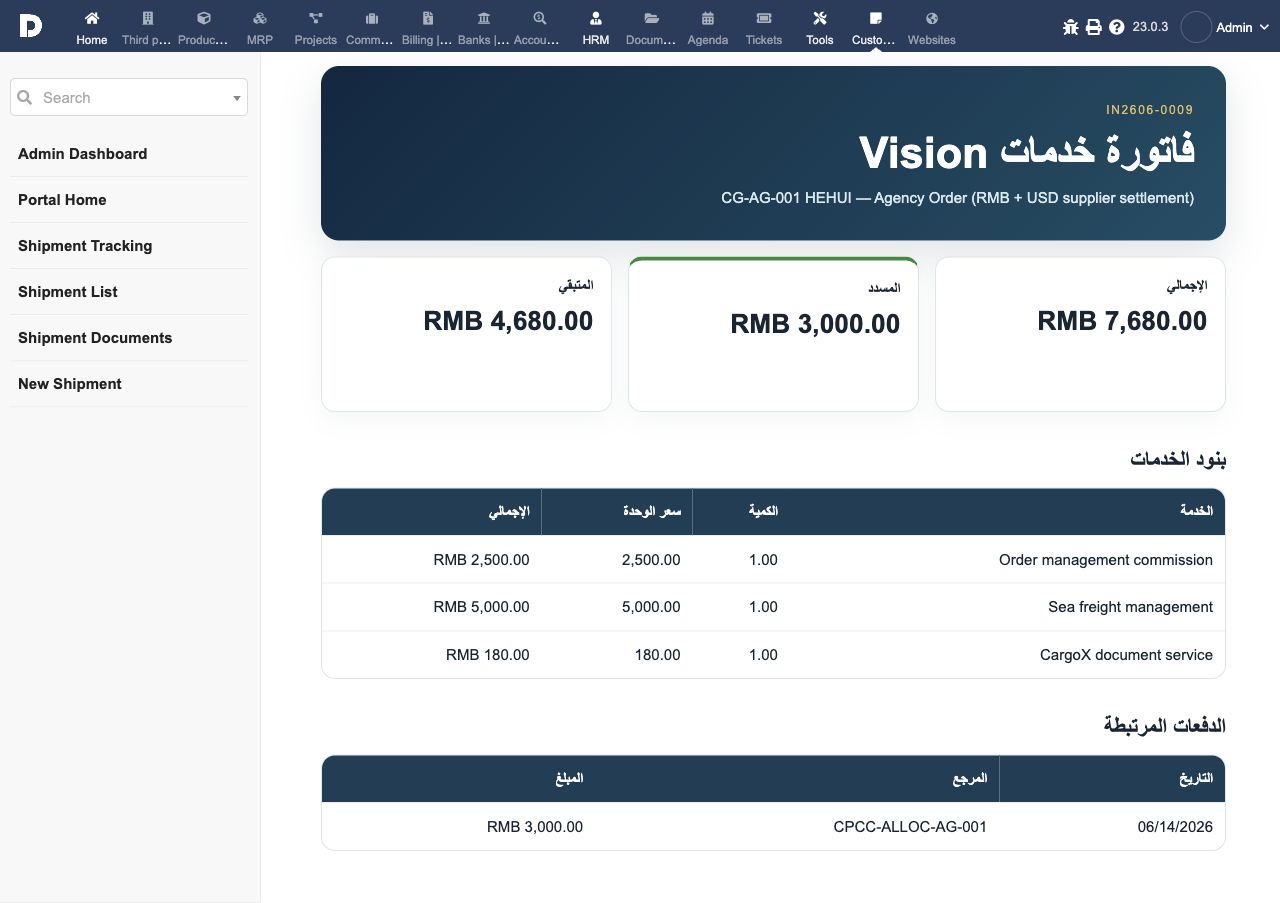 Home
Third p...
Produc...
MRP
Projects
Comm...
Billing |...
Banks |...
Accou...
HRM
Docum...
Agenda
Tickets
Tools
Custo...
Websites
23.0.3
Admin
Search
Admin Dashboard
Portal Home
Shipment Tracking
Shipment List
Shipment Documents
New Shipment
IN2606-0009
فاتورة خدمات Vision
CG-AG-001 HEHUI — Agency Order (RMB + USD supplier settlement)
الإجمالي
RMB 7,680.00
المسدد
RMB 3,000.00
المتبقي
RMB 4,680.00
بنود الخدمات
الخدمة الكمية سعر الوحدة الإجمالي
Order management commission 1.00 2,500.00 RMB 2,500.00
Sea freight management 1.00 5,000.00 RMB 5,000.00
CargoX document service 1.00 180.00 RMB 180.00
الدفعات المرتبطة
التاريخ المرجع المبلغ
06/14/2026 CPCC-ALLOC-AG-001 RMB 3,000.00